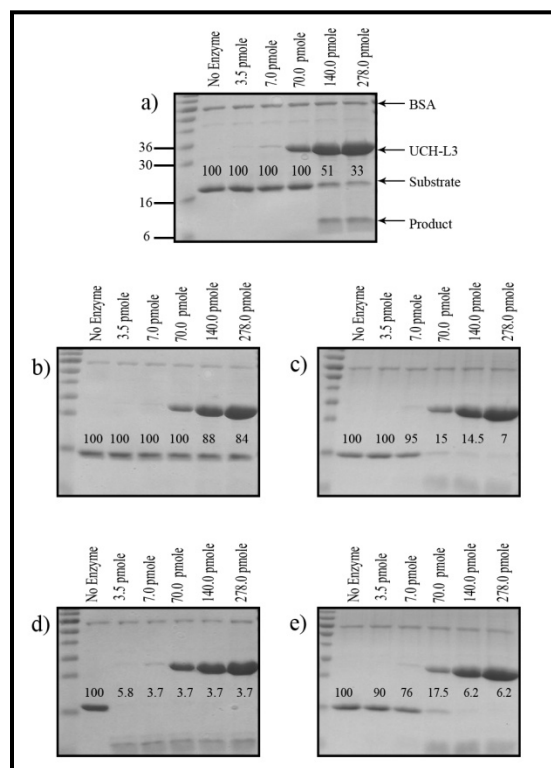 No Enzyme
3.5 pmole
7.0 pmole
70.0 pmole
140.0 pmole
278.0 pmole
a)
BSA
36
UCH-L3
30
100 100 100 100 51 33
Substrate
16
Product
6
No Enzyme
3.5 pmole
7.0 pmole
70.0 pmole
140.0 pmole
278.0 pmole
b)
100 100 100 100 88 84
No Enzyme
3.5 pmole
7.0 pmole
70.0 pmole
140.0 pmole
278.0 pmole
c)
100 100 95 15 14.5 7
No Enzyme
3.5 pmole
7.0 pmole
70.0 pmole
140.0 pmole
278.0 pmole
d)
100 5.8 3.7 3.7 3.7 3.7
No Enzyme
3.5 pmole
7.0 pmole
70.0 pmole
140.0 pmole
278.0 pmole
e)
100 90 76 17.5 6.2 6.2